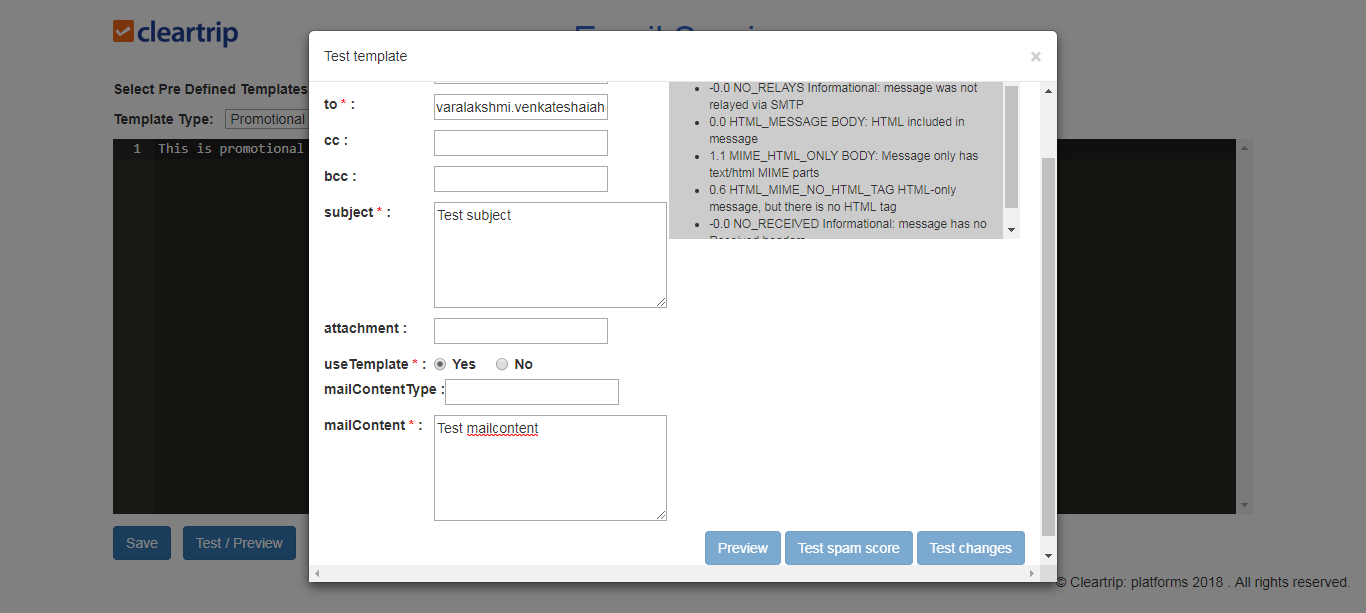 cleartrip
Test template
×
Select Pre Defined Templates
Template Type: Promotional
1 This is promotional
to * : varalakshmi.venkateshaiah
cc :
bcc :
subject * : Test subject
attachment :
useTemplate * : Yes No
mailContentType :
mailContent * : Test mailcontent
-0.0 NO_RELAYS Informational: message was not
relayed via SMTP
0.0 HTML_MESSAGE BODY: HTML included in
message
1.1 MIME_HTML_ONLY BODY: Message only has
text/html MIME parts
0.6 HTML_MIME_NO_HTML_TAG HTML-only
message, but there is no HTML tag
-0.0 NO_RECEIVED Informational: message has no
Preview Test spam score Test changes
Save Test / Preview
© Cleartrip: platforms 2018 . All rights reserved.